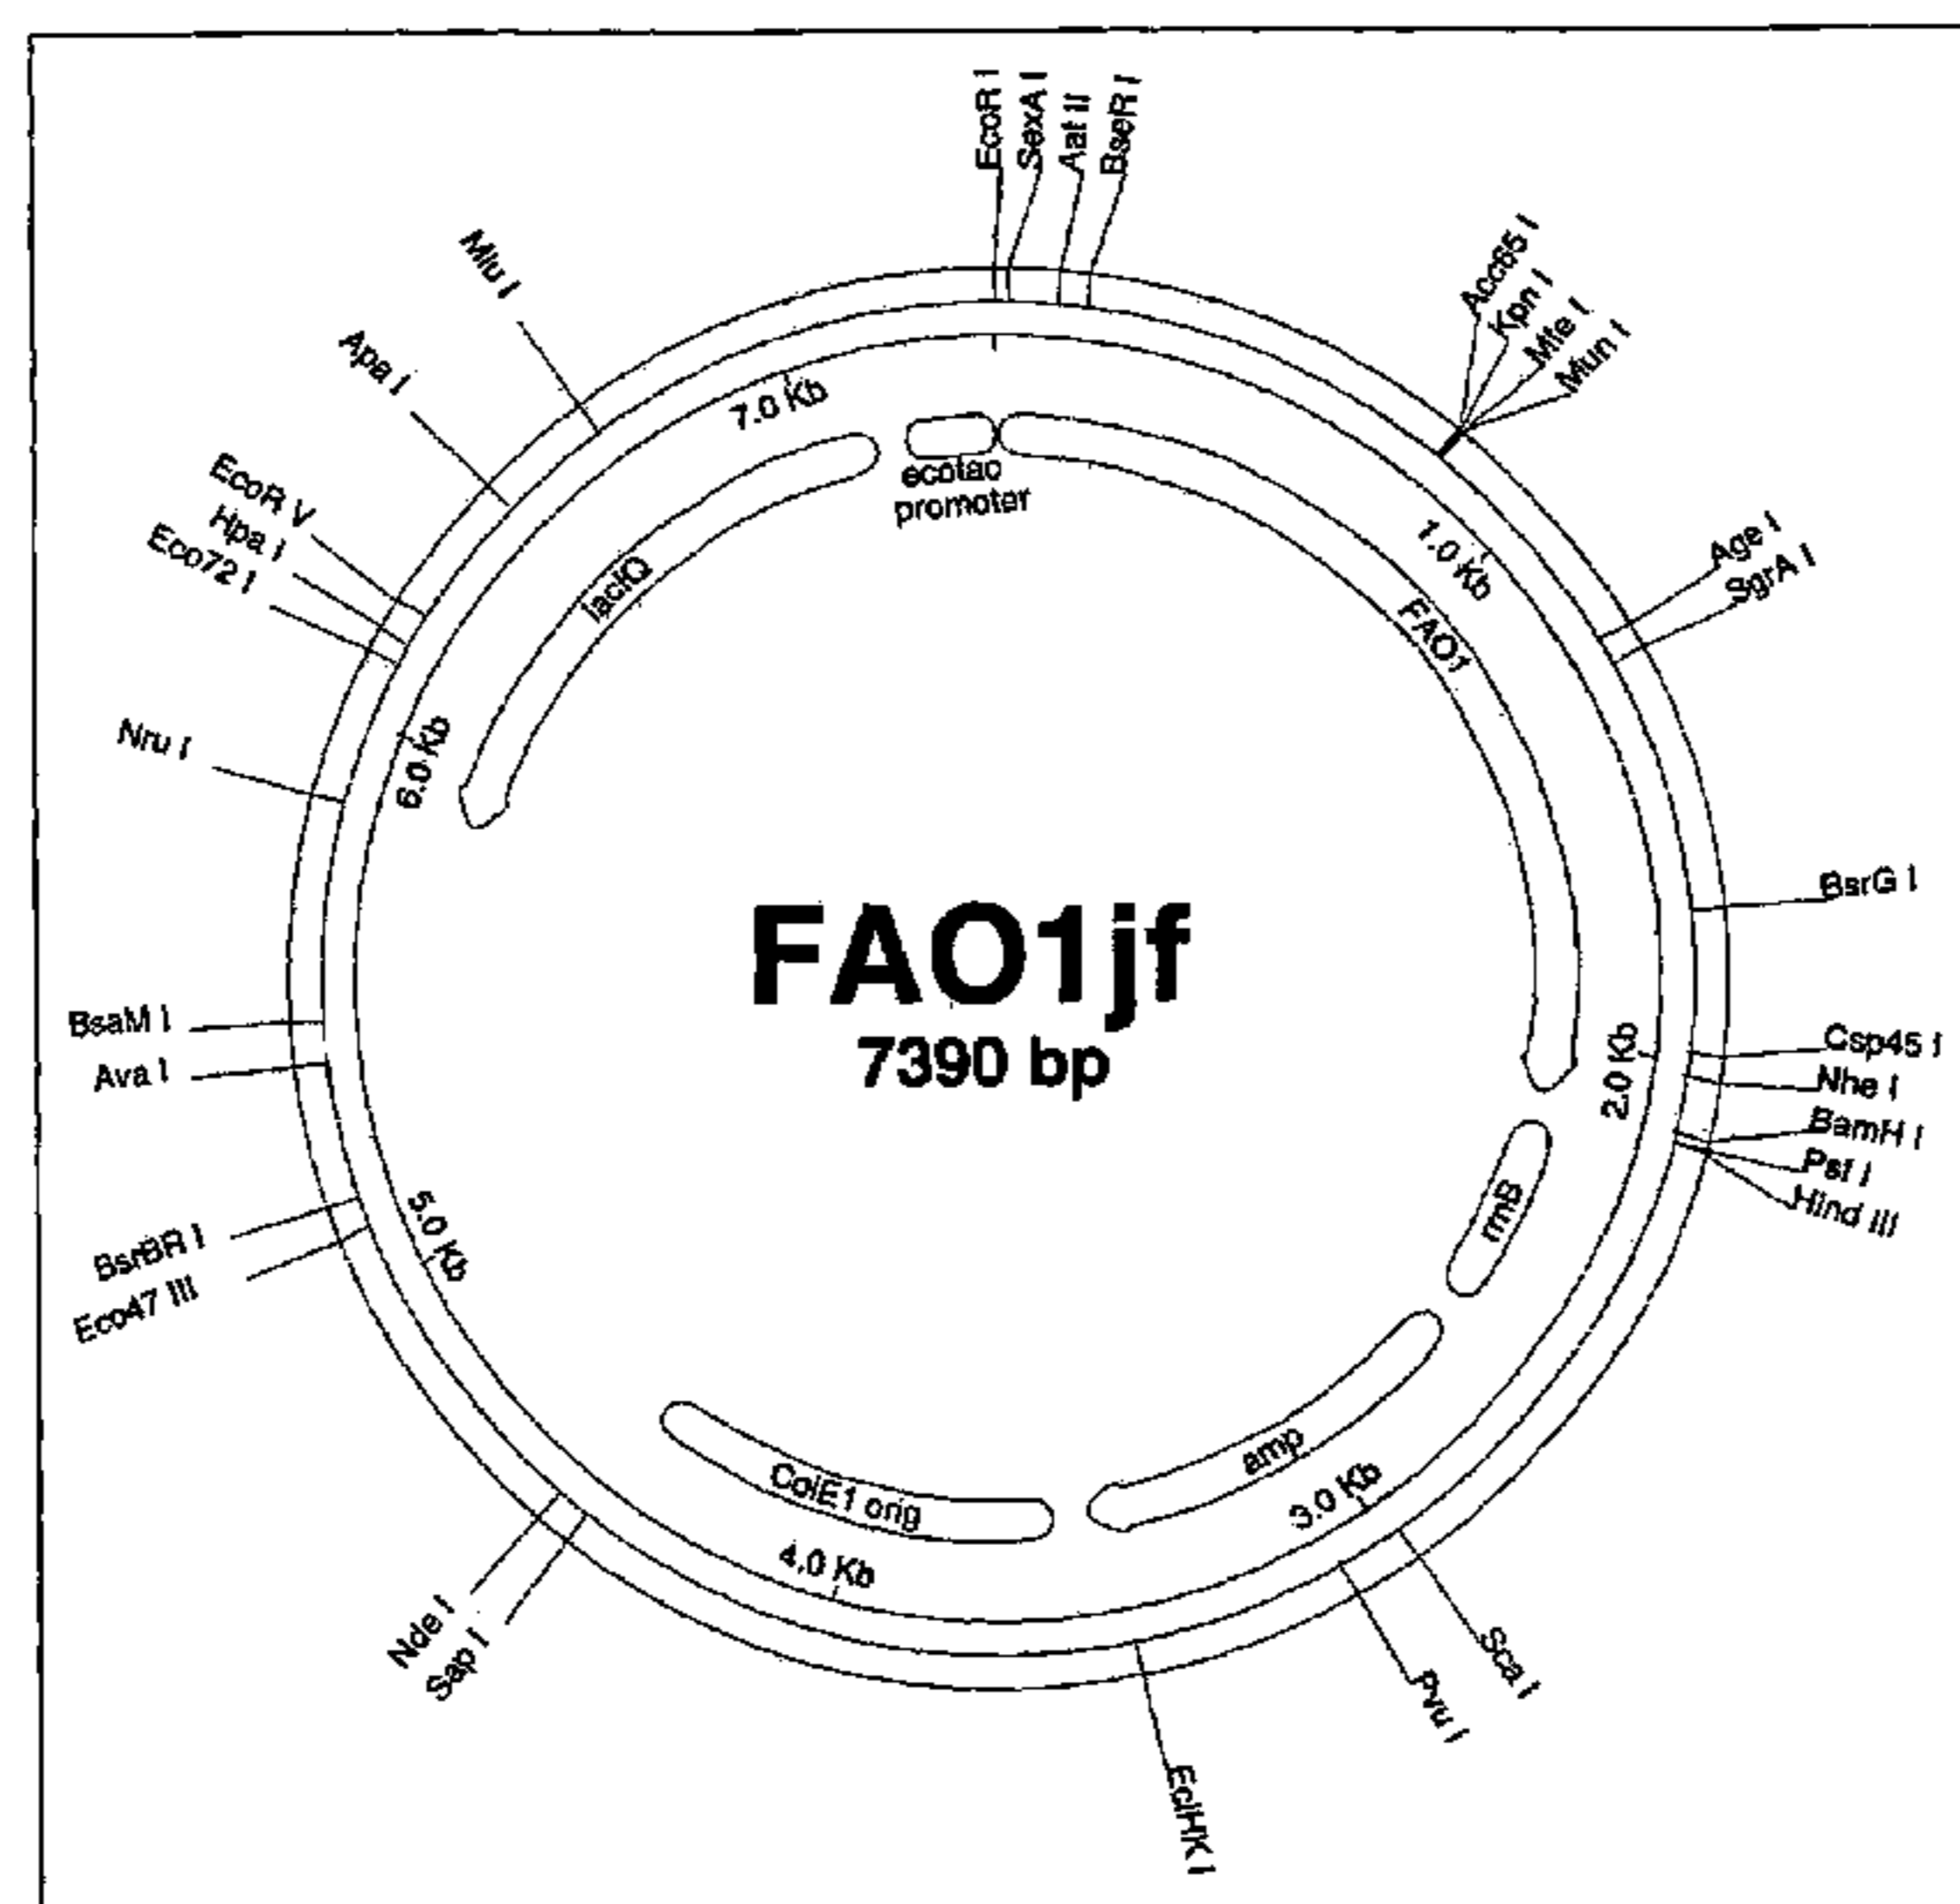 EcoR I
SexA I
Aat II
BseR I
Acc65 I
Kpn I
Mfe I
Mun I
Age I
SgrA I
BsrG I
Csp45 I
Nhe I
BamH I
Pst I
Hind III
Sca I
Pvu I
EclHK I
Sap I
Nde I
Eco47 III
BsrBR I
Ava I
BsaM I
Nru I
Eco72 I
Hpa I
EcoR V
Apa I
Mlu I
7.0 Kb
ecotac
promoter
1.0 Kb
FAO1
lacIQ
6.0 Kb
FAO1jf
7390 bp
2.0 Kb
rrnB
5.0 Kb
amp
3.0 Kb
ColE1 orig
4.0 Kb